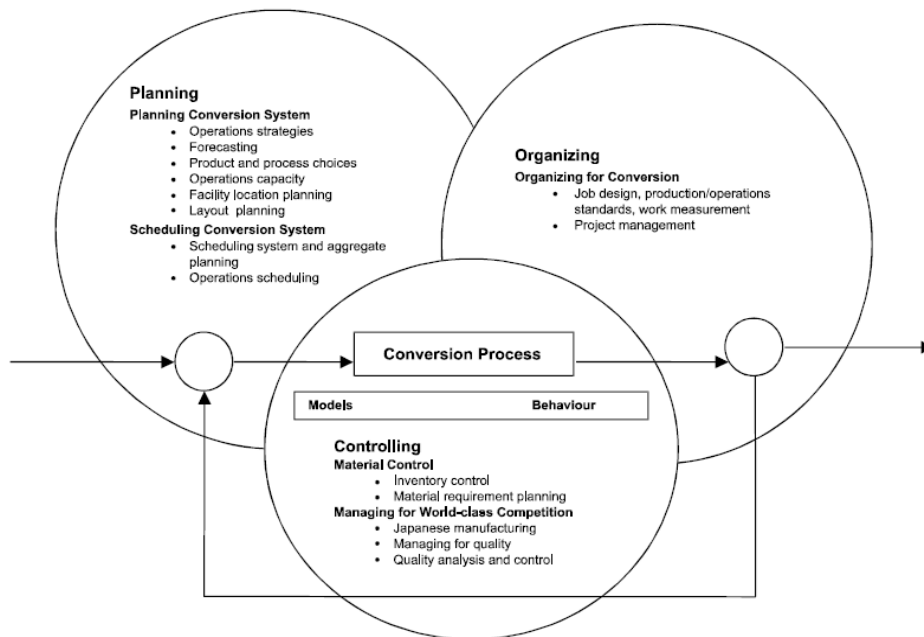 Planning
Planning Conversion System
• Operations strategies
• Forecasting
• Product and process choices
• Operations capacity
• Facility location planning
• Layout planning
Scheduling Conversion System
• Scheduling system and aggregate
planning
• Operations scheduling
Organizing
Organizing for Conversion
• Job design, production/operations
standards, work measurement
• Project management
Conversion Process
Models Behaviour
Controlling
Material Control
• Inventory control
• Material requirement planning
Managing for World-class Competition
• Japanese manufacturing
• Managing for quality
• Quality analysis and control